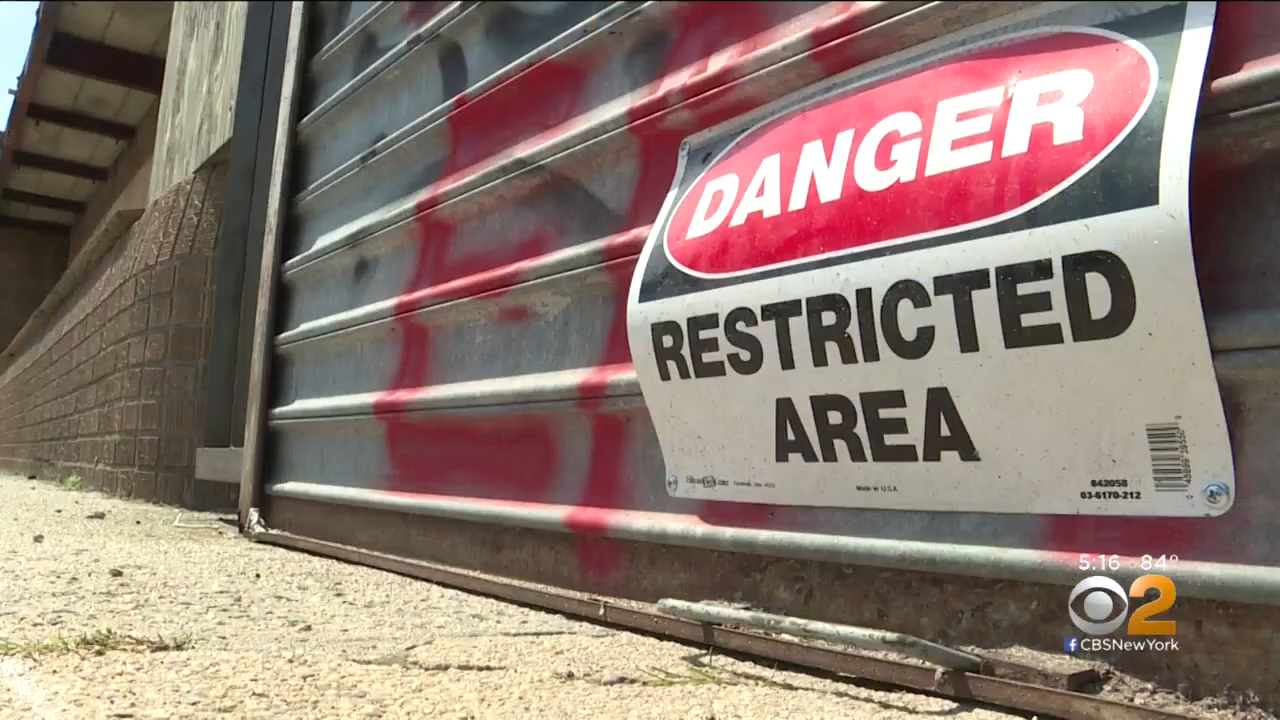 DANGER
RESTRICTED
AREA
Made in U.S.A.
842058
03-6170-212
5:16 84°
2
CBSNewYork